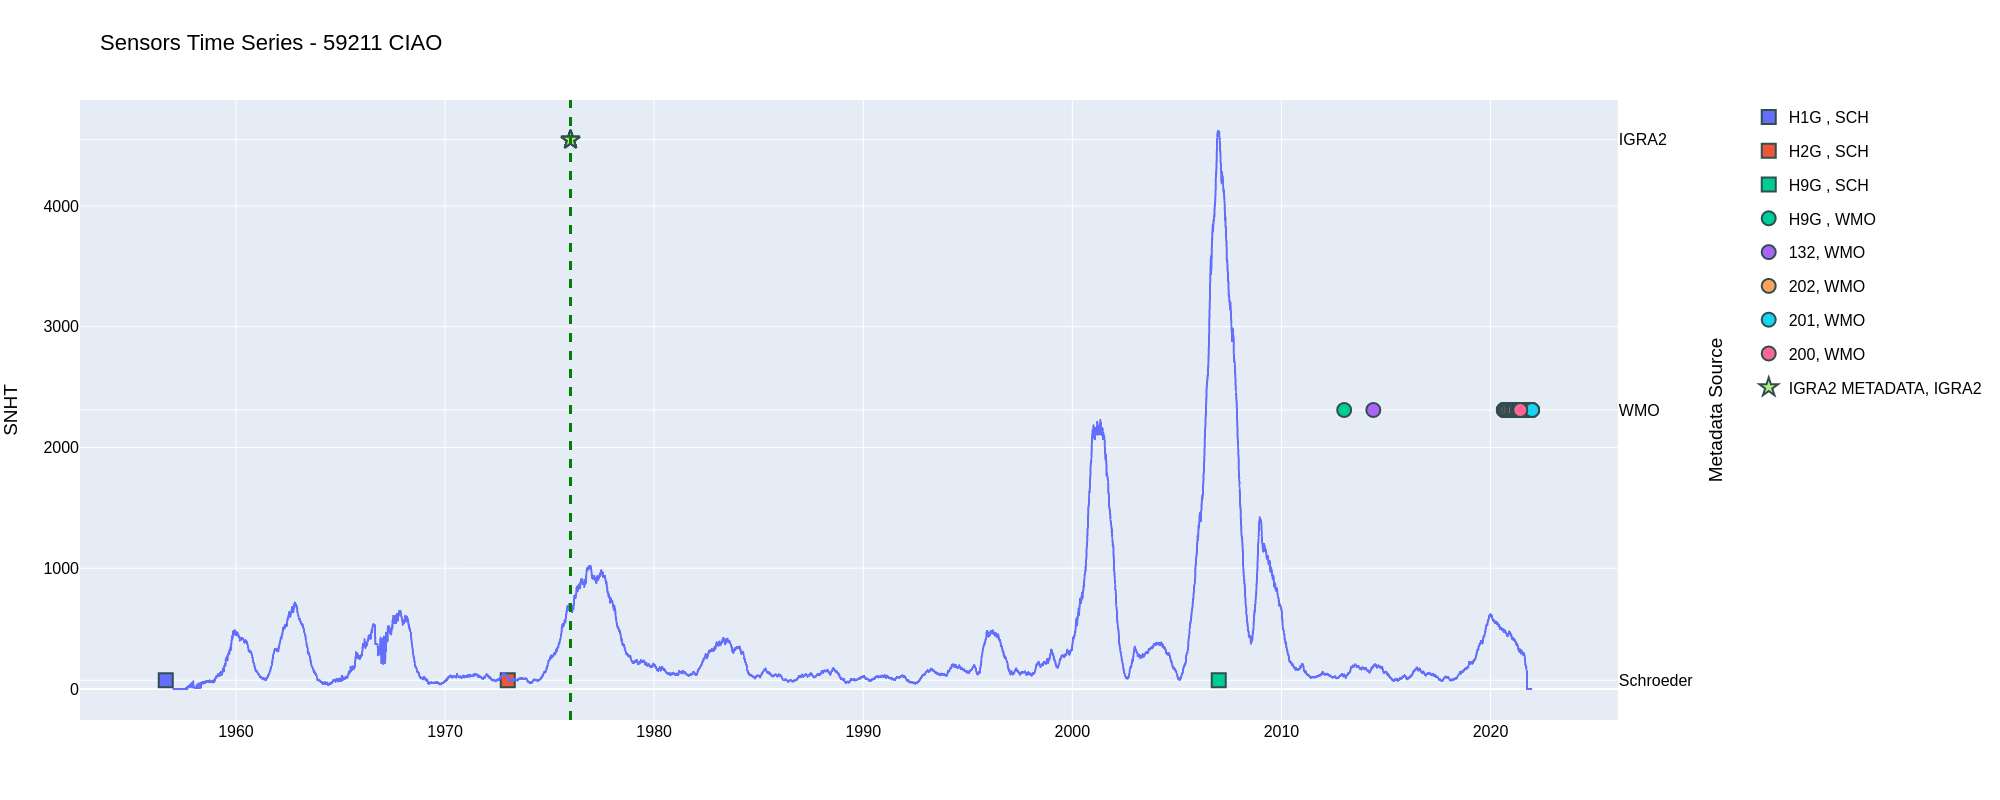 Sensors Time Series - 59211 CIAO
SNHT
4000
3000
2000
1000
0
1960
1970
1980
1990
2000
2010
2020
IGRA2
WMO
Schroeder
Metadata Source
H1G , SCH
H2G , SCH
H9G , SCH
H9G , WMO
132, WMO
202, WMO
201, WMO
200, WMO
IGRA2 METADATA, IGRA2